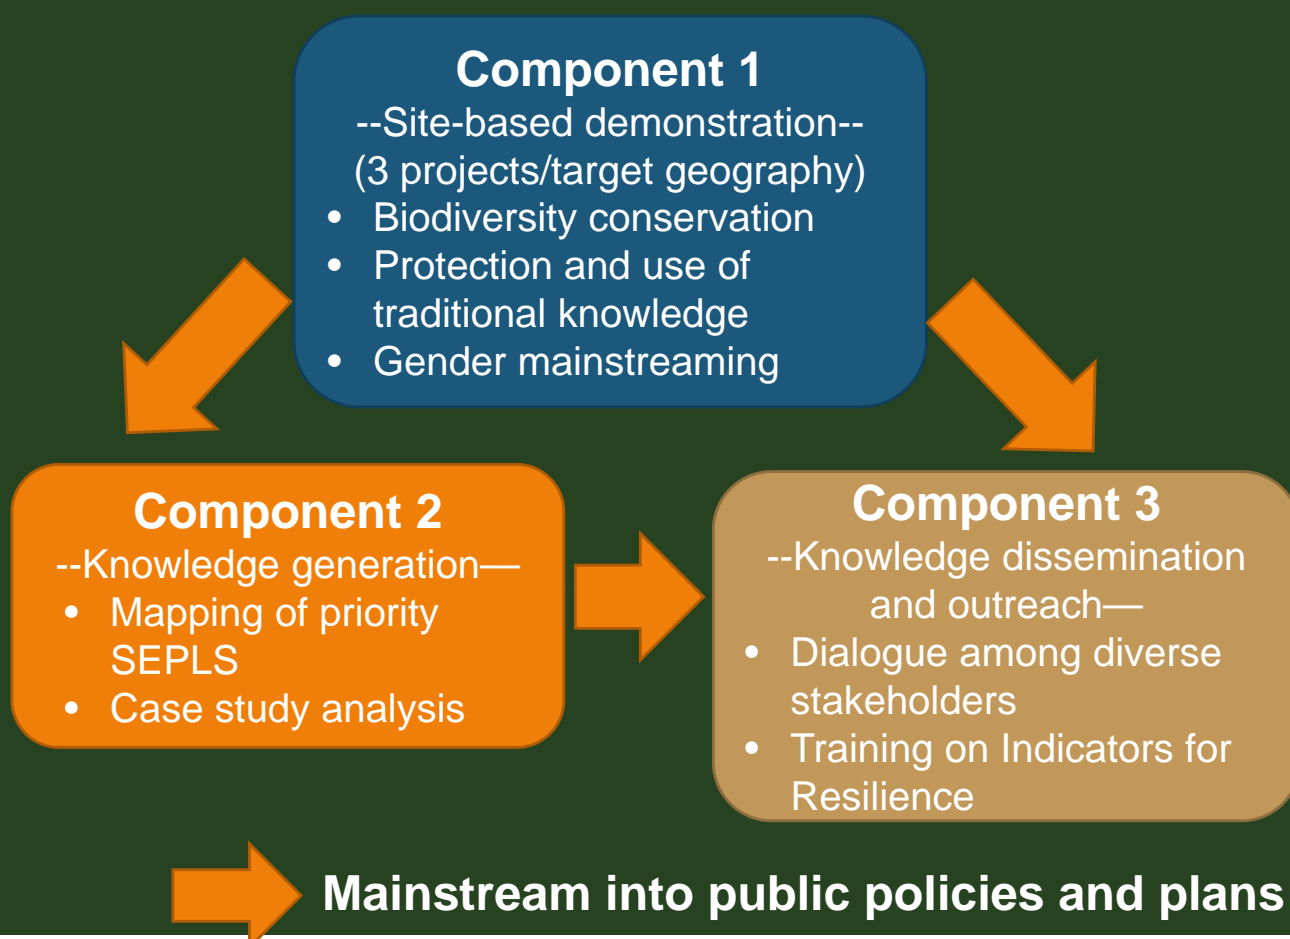 Component 1
--Site-based demonstration--
(3 projects/target geography)
• Biodiversity conservation
• Protection and use of
traditional knowledge
• Gender mainstreaming
Component 2
--Knowledge generation—
• Mapping of priority
SEPLS
• Case study analysis
Component 3
--Knowledge dissemination
and outreach—
• Dialogue among diverse
stakeholders
• Training on Indicators for
Resilience
Mainstream into public policies and plans